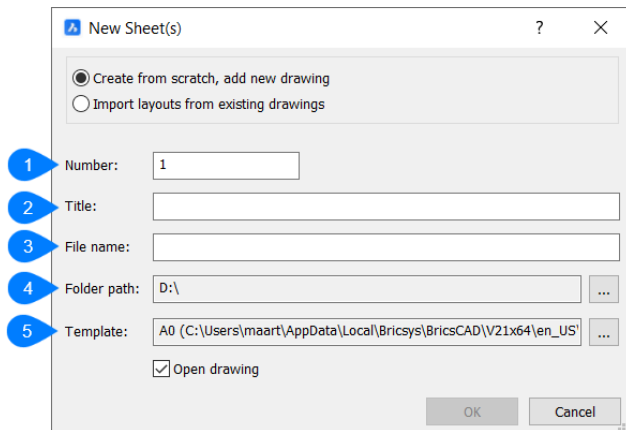 New Sheet(s) ?
Create from scratch, add new drawing
Import layouts from existing drawings
1 Number: 1
2 Title:
3 File name:
4 Folder path: D:\ ...
5 Template: A0 (C:\Users\maart\AppData\Local\Bricsys\BricsCAD\V21x64\en_US\ ...
Open drawing
OK Cancel